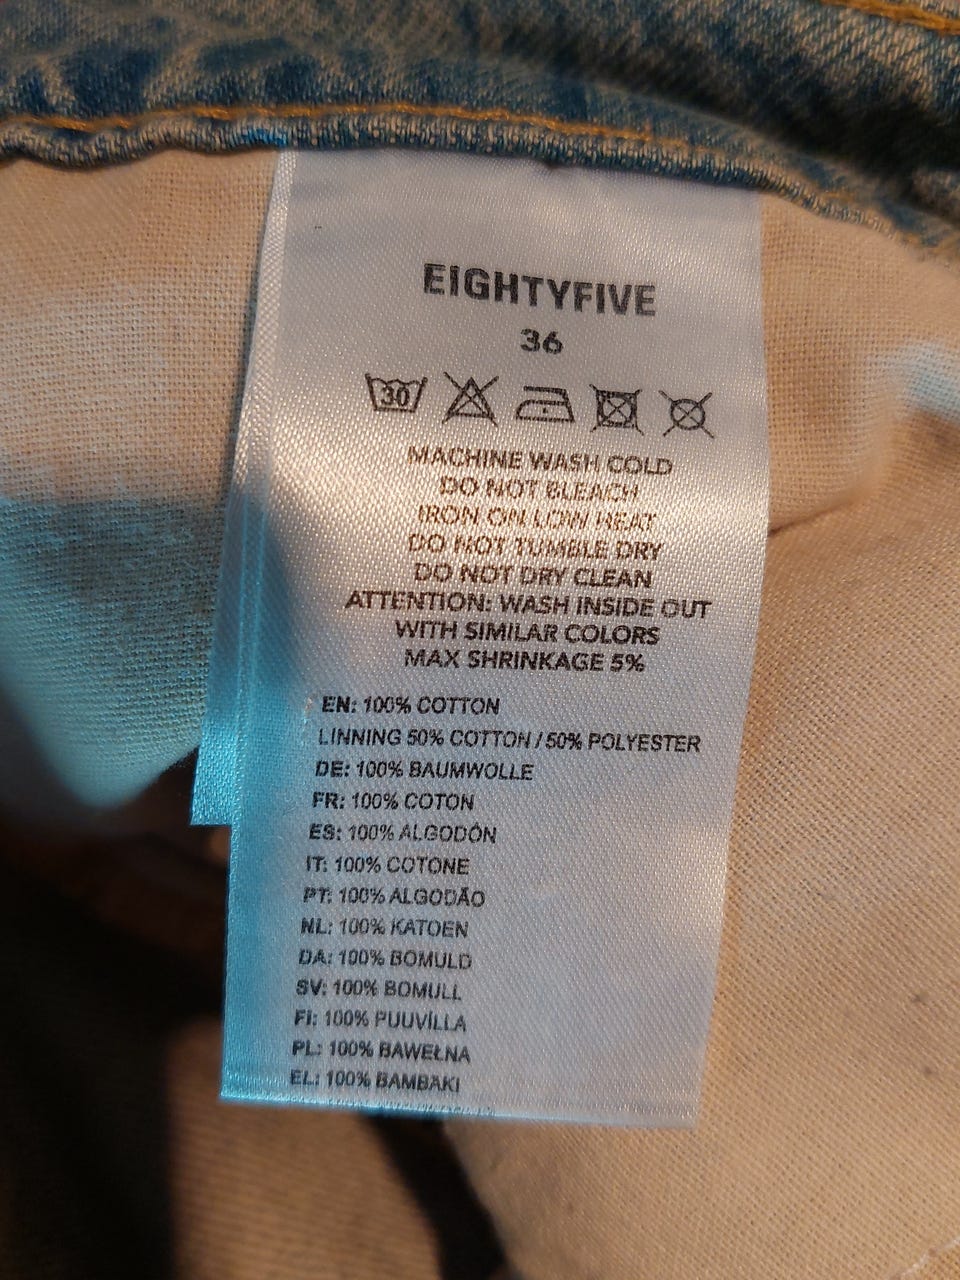 EIGHTYFIVE
36
30
MACHINE WASH COLD
DO NOT BLEACH
IRON ON LOW HEAT
DO NOT TUMBLE DRY
DO NOT DRY CLEAN
ATTENTION: WASH INSIDE OUT
WITH SIMILAR COLORS
MAX SHRINKAGE 5%
EN: 100% COTTON
LINNING 50% COTTON / 50% POLYESTER
DE: 100% BAUMWOLLE
FR: 100% COTON
ES: 100% ALGODÓN
IT: 100% COTONE
PT: 100% ALGODÃO
NL: 100% KATOEN
DA: 100% BOMULD
SV: 100% BOMULL
FI: 100% PUUVILLA
PL: 100% BAWEŁNA
EL: 100% BAMBAKI